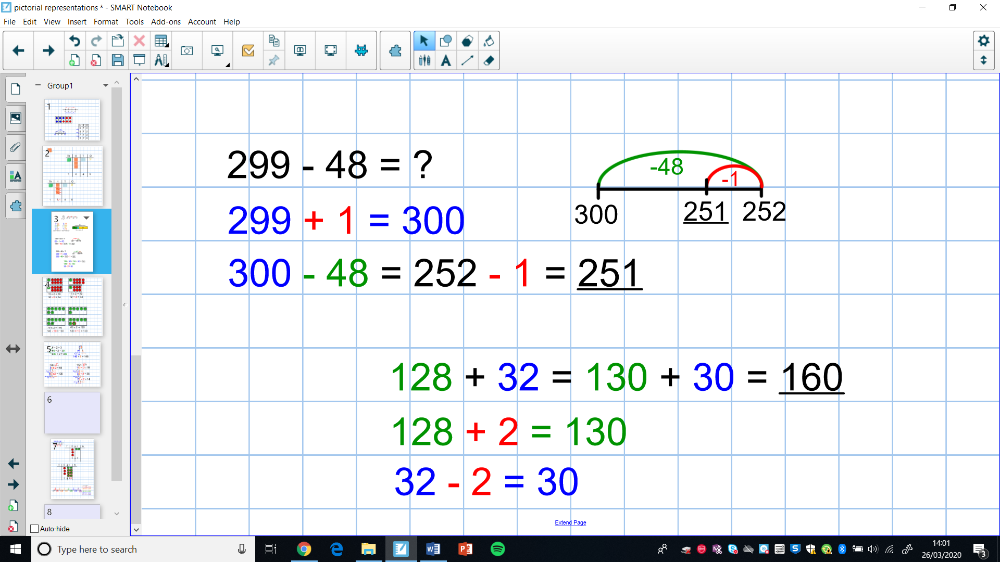 pictorial representations * - SMART Notebook
File Edit View Insert Format Tools Add-ons Account Help
Group1
1
2
3
4
5
6
7
8
Auto-hide
299 - 48 = ?
299 + 1 = 300
300 - 48 = 252 - 1 = 251
-48
-1
300 251 252
128 + 32 = 130 + 30 = 160
128 + 2 = 130
32 - 2 = 30
Extend Page
Type here to search
14:01
26/03/2020
3